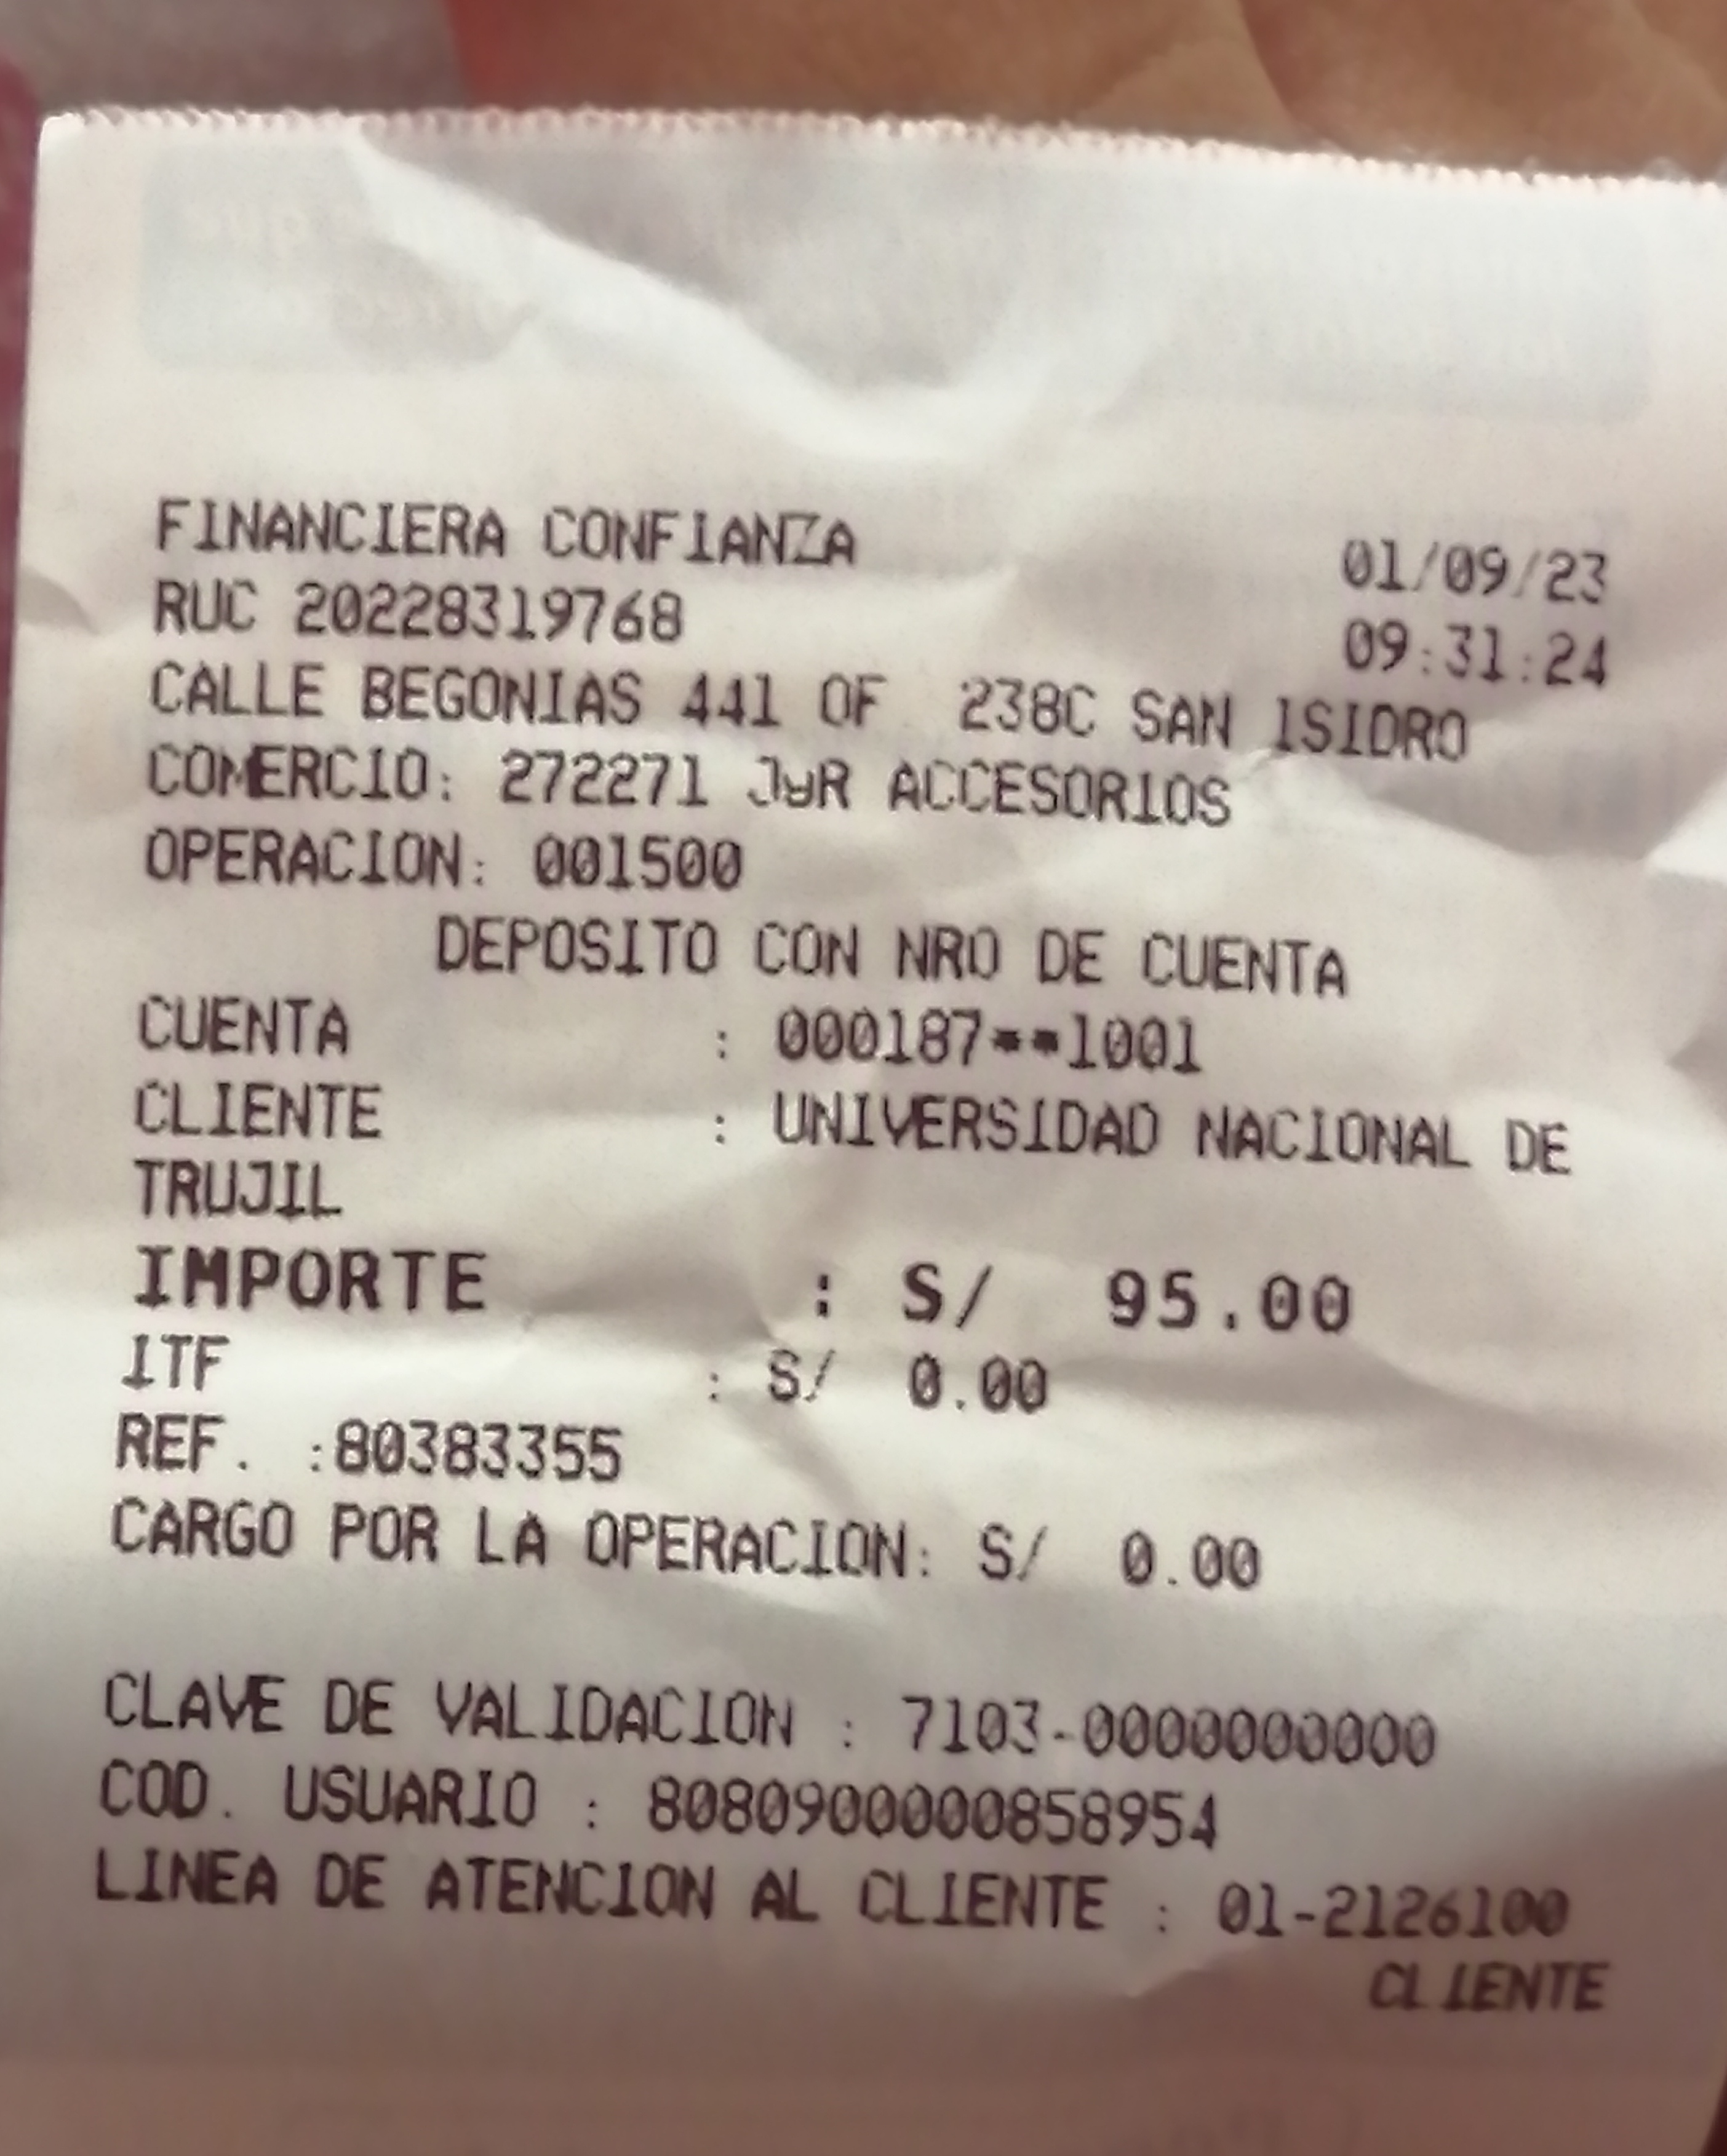 FINANCIERA CONFIANZA 01/09/23
RUC 20228319768 09:31:24
CALLE BEGONIAS 441 OF 238C SAN ISIDRO
COMERCIO: 272271 JyR ACCESORIOS
OPERACION: 001500
DEPOSITO CON NRO DE CUENTA
CUENTA : 000187**1001
CLIENTE : UNIVERSIDAD NACIONAL DE
TRUJIL
IMPORTE : S/ 95.00
ITF : S/ 0.00
REF. :80383355
CARGO POR LA OPERACION: S/ 0.00
CLAVE DE VALIDACION : 7103-0000000000
COD. USUARIO : 8080900000858954
LINEA DE ATENCION AL CLIENTE : 01-2126100
CLIENTE